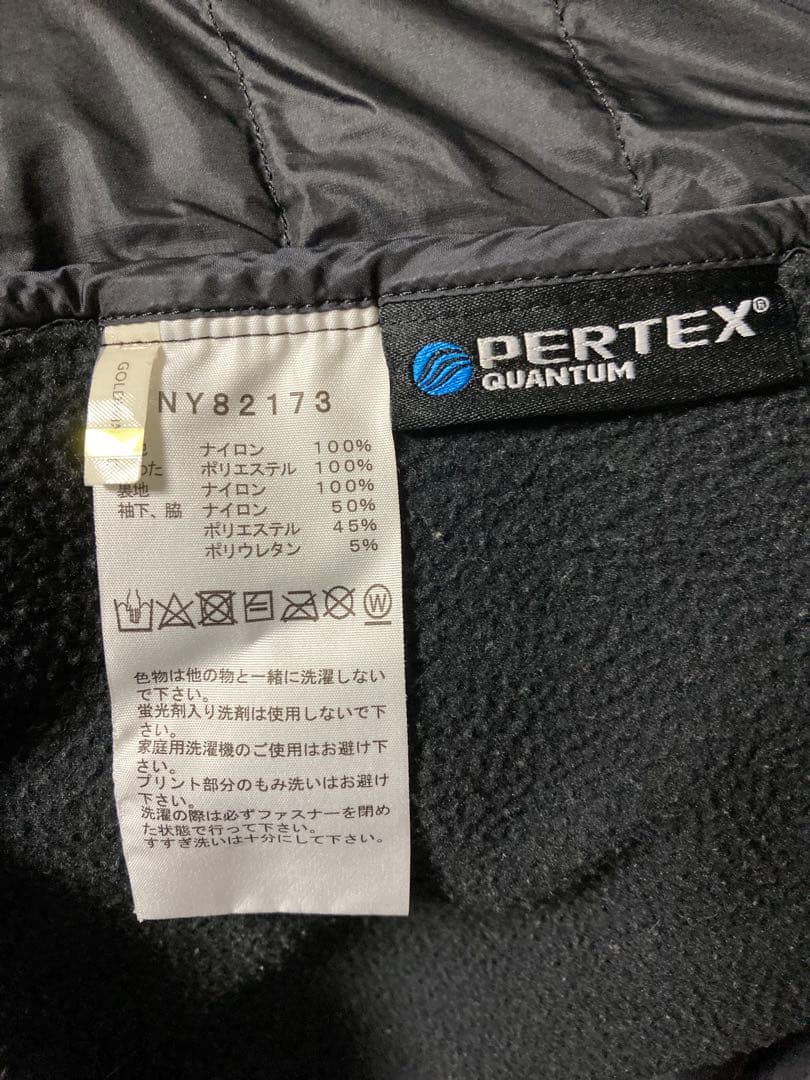 PERTEX®
QUANTUM
GOLD
NY82173
ナイロン 100%
ポリエステル 100%
裏地 ナイロン 100%
袖下、脇 ナイロン 50%
ポリエステル 45%
ポリウレタン 5%
W
色物は他の物と一緒に洗濯しない
で下さい。
蛍光剤入り洗剤は使用しないで下
さい。
家庭用洗濯機のご使用はお避け下
さい。
プリント部分のもみ洗いはお避け
下さい。
洗濯の際は必ずファスナーを閉め
た状態で行って下さい。
すすぎ洗いは十分にして下さい。